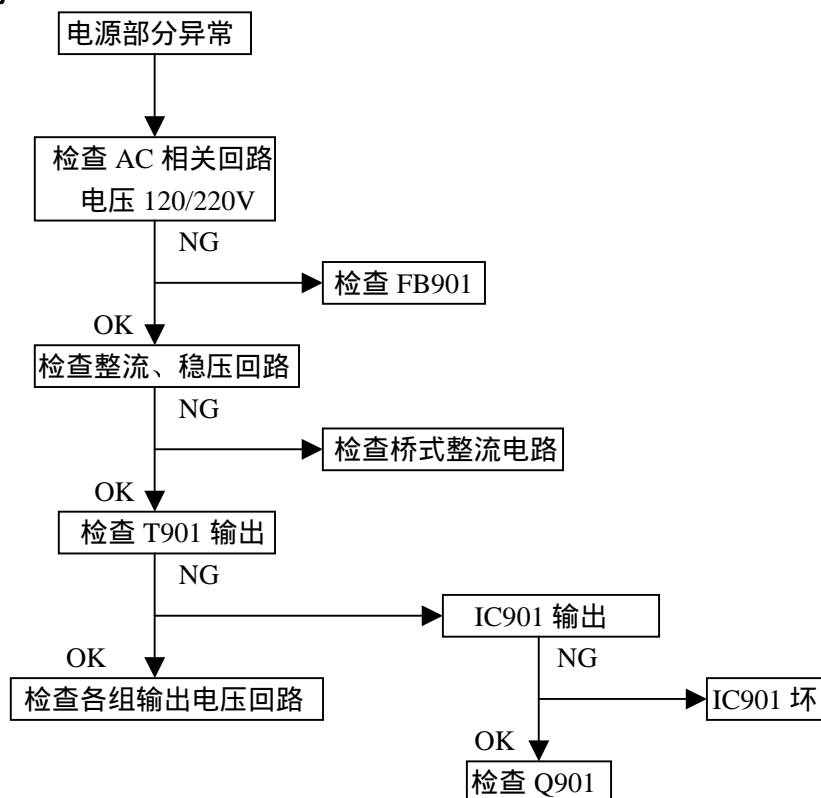 电源部分异常
检查 AC 相关回路
电压 120/220V
NG
检查 FB901
OK
检查整流、稳压回路
NG
检查桥式整流电路
OK
检查 T901 输出
NG
IC901 输出
OK
NG
检查各组输出电压回路
IC901 坏
OK
检查 Q901